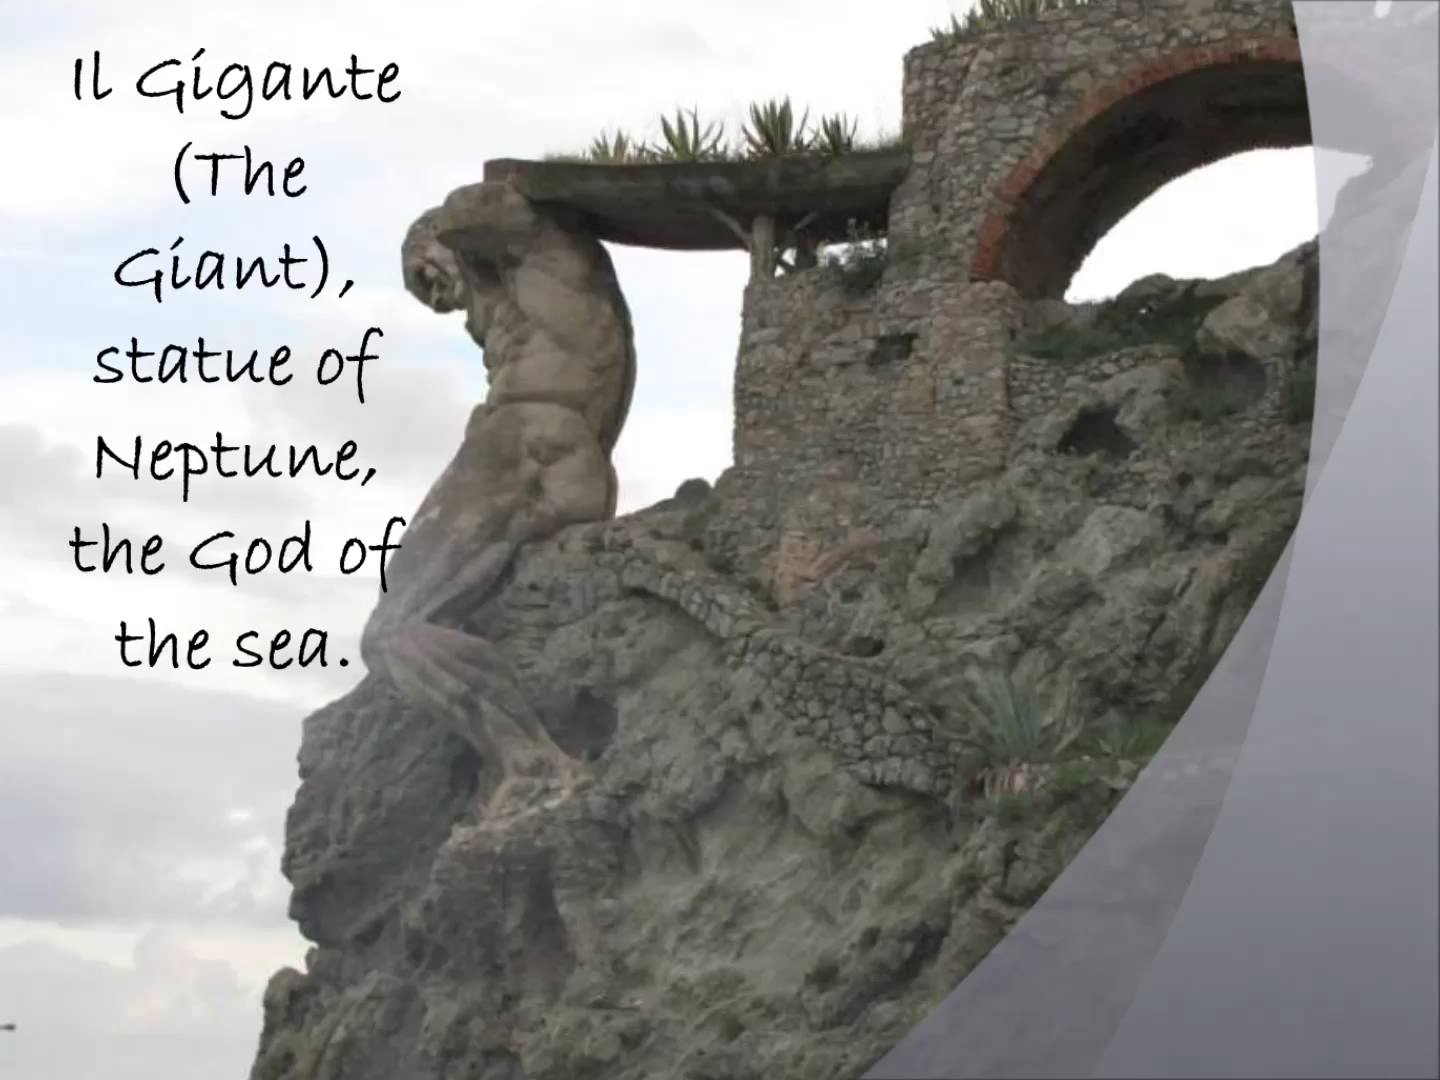 Il Gigante
(The
Giant),
statue of
Neptune,
the God of
the sea.